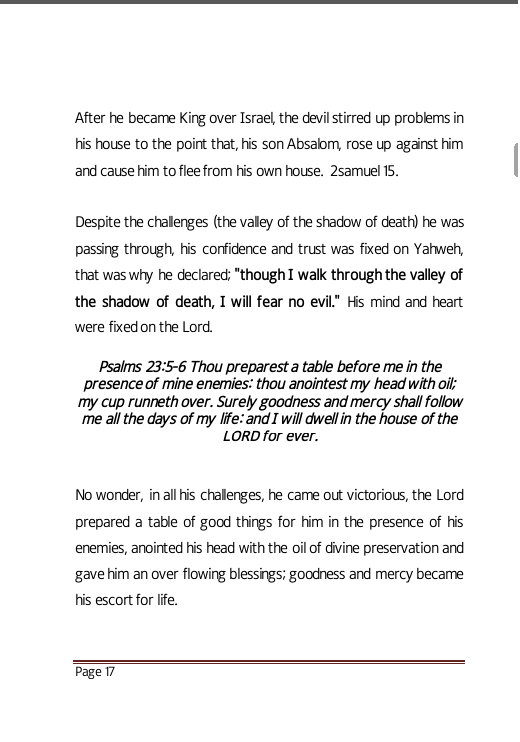 After he became King over Israel, the devil stirred up problems in
his house to the point that, his son Absalom, rose up against him
and cause him to flee from his own house. 2samuel 15.
Despite the challenges (the valley of the shadow of death) he was
passing through, his confidence and trust was fixed on Yahweh,
that was why he declared; "though I walk through the valley of
the shadow of death, I will fear no evil." His mind and heart
were fixed on the Lord.
Psalms 23:5-6 Thou preparest a table before me in the
presence of mine enemies: thou anointest my head with oil;
my cup runneth over. Surely goodness and mercy shall follow
me all the days of my life: and I will dwell in the house of the
LORD for ever.
No wonder, in all his challenges, he came out victorious, the Lord
prepared a table of good things for him in the presence of his
enemies, anointed his head with the oil of divine preservation and
gave him an over flowing blessings; goodness and mercy became
his escort for life.
Page 17